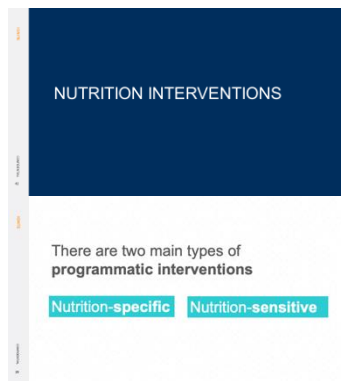 NUTRITION INTERVENTIONS
There are two main types of
programmatic interventions
Nutrition-specific Nutrition-sensitive